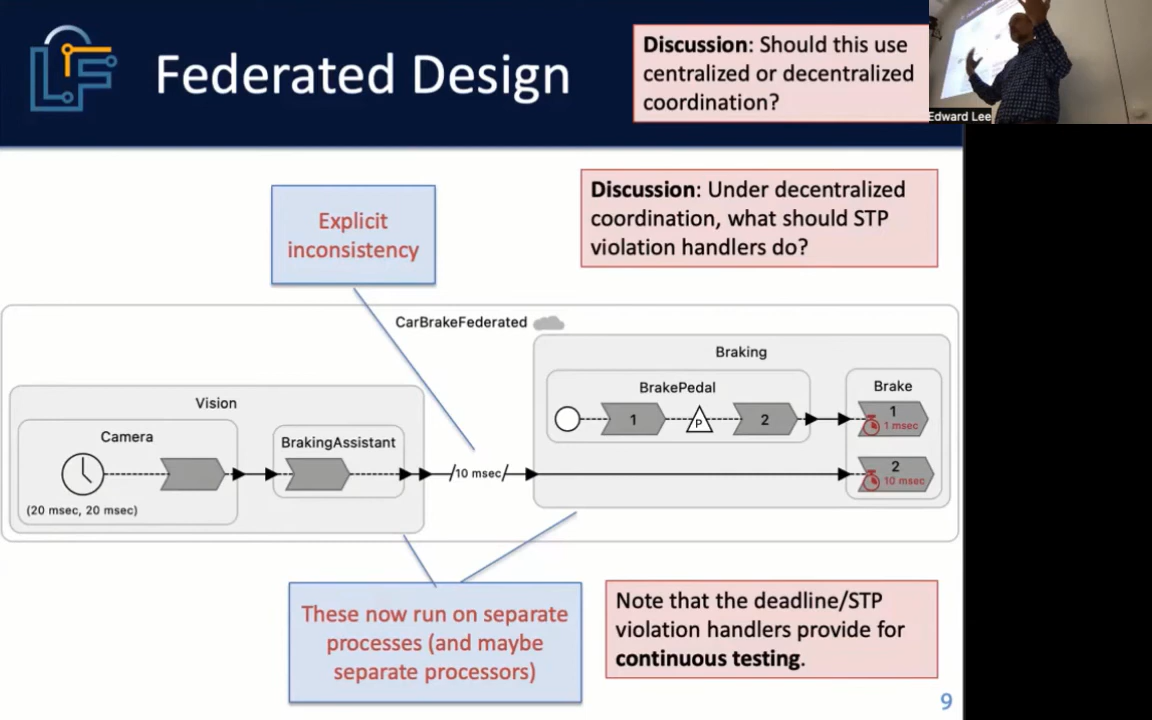 LF
Federated Design
Discussion: Should this use
centralized or decentralized
coordination?
Edward Lee
Discussion: Under decentralized
coordination, what should STP
violation handlers do?
Explicit
inconsistency
CarBrakeFederated
Braking
BrakePedal
1
P
2
Brake
1
1 msec
2
10 msec
Vision
Camera
(20 msec, 20 msec)
BrakingAssistant
/10 msec/
These now run on separate
processes (and maybe
separate processors)
Note that the deadline/STP
violation handlers provide for
continuous testing.
9